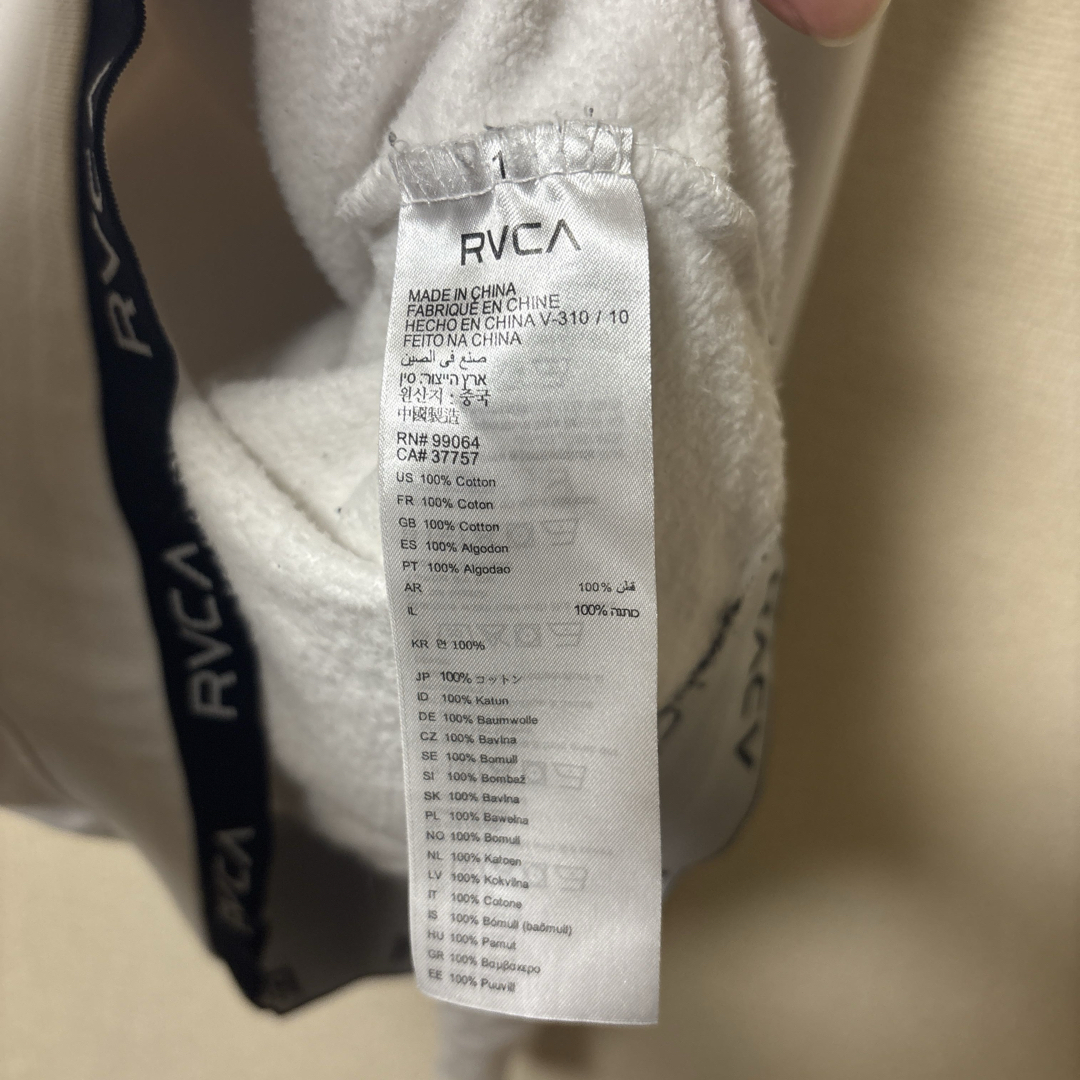 1
RVCA
MADE IN CHINA
FABRIQUÉ EN CHINE
HECHO EN CHINA V-310 / 10
FEITO NA CHINA
صنع في الصين
ארץ הייצור: סין
원산지 : 중국
中國製造
RN# 99064
CA# 37757
US 100% Cotton
FR 100% Coton
GB 100% Cotton
ES 100% Algodon
PT 100% Algodao
AR قطن %100
IL 100% כותנה
KR 면 100%
JP 100% コットン
ID 100% Katun
DE 100% Baumwolle
CZ 100% Bavlna
SE 100% Bomull
SI 100% Bombaž
SK 100% Bavlna
PL 100% Bawełna
NO 100% Bomull
NL 100% Katoen
LV 100% Kokvilna
IT 100% Cotone
IS 100% Bómull (baðmull)
HU 100% Pamut
GR 100% Βαμβακερο
EE 100% Puuvill
RVCA
RVCA
RVCA
RVCA